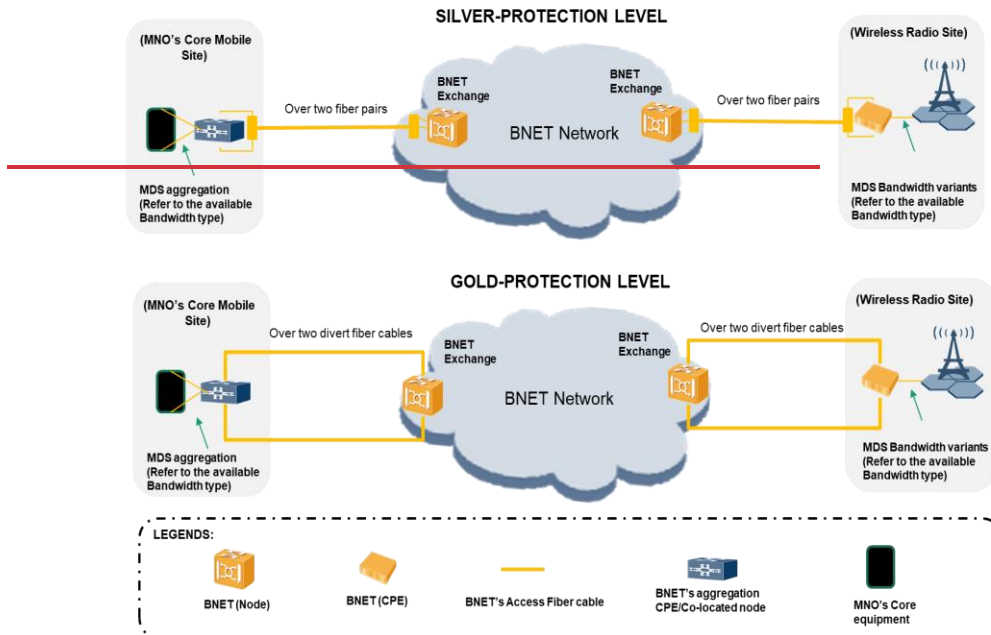 SILVER-PROTECTION LEVEL
(MNO's Core Mobile
Site)
(Wireless Radio Site)
BNET
Exchange
BNET
Exchange
Over two fiber pairs
Over two fiber pairs
BNET Network
MDS aggregation
(Refer to the available
Bandwidth type)
MDS Bandwidth variants
(Refer to the available
Bandwidth type)
GOLD-PROTECTION LEVEL
(MNO's Core Mobile
Site)
(Wireless Radio Site)
Over two divert fiber cables
Over two divert fiber cables
BNET
Exchange
BNET
Exchange
BNET Network
MDS aggregation
(Refer to the available
Bandwidth type)
MDS Bandwidth variants
(Refer to the available
Bandwidth type)
LEGENDS:
BNET (Node)
BNET (CPE)
BNET's Access Fiber cable
BNET's aggregation
CPE/Co-located node
MNO's Core
equipment